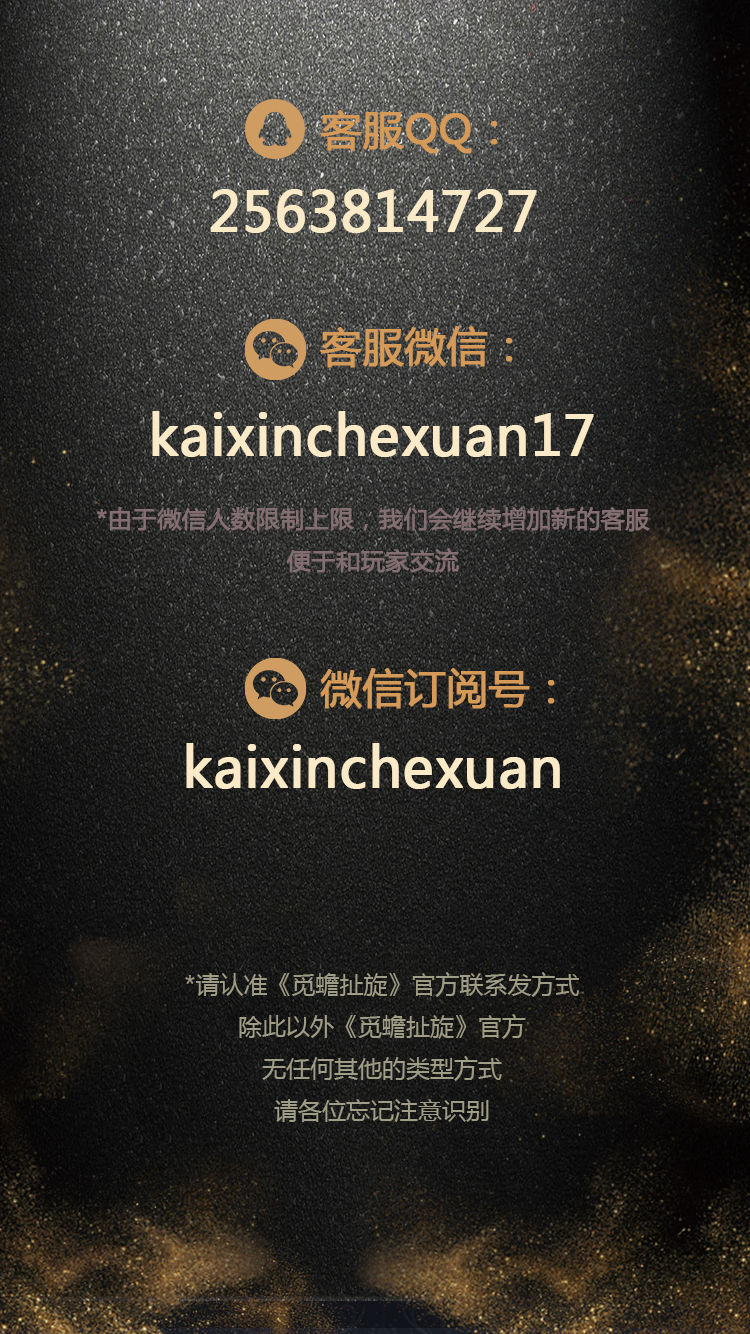 客服QQ：
2563814727
客服微信：
kaixinchexuan17
*由于微信人数限制上限，我们会继续增加新的客服
便于和玩家交流
微信订阅号：
kaixinchexuan
*请认准《觅蟾扯旋》官方联系发方式
除此以外《觅蟾扯旋》官方
无任何其他的类型方式
请各位忘记注意识别